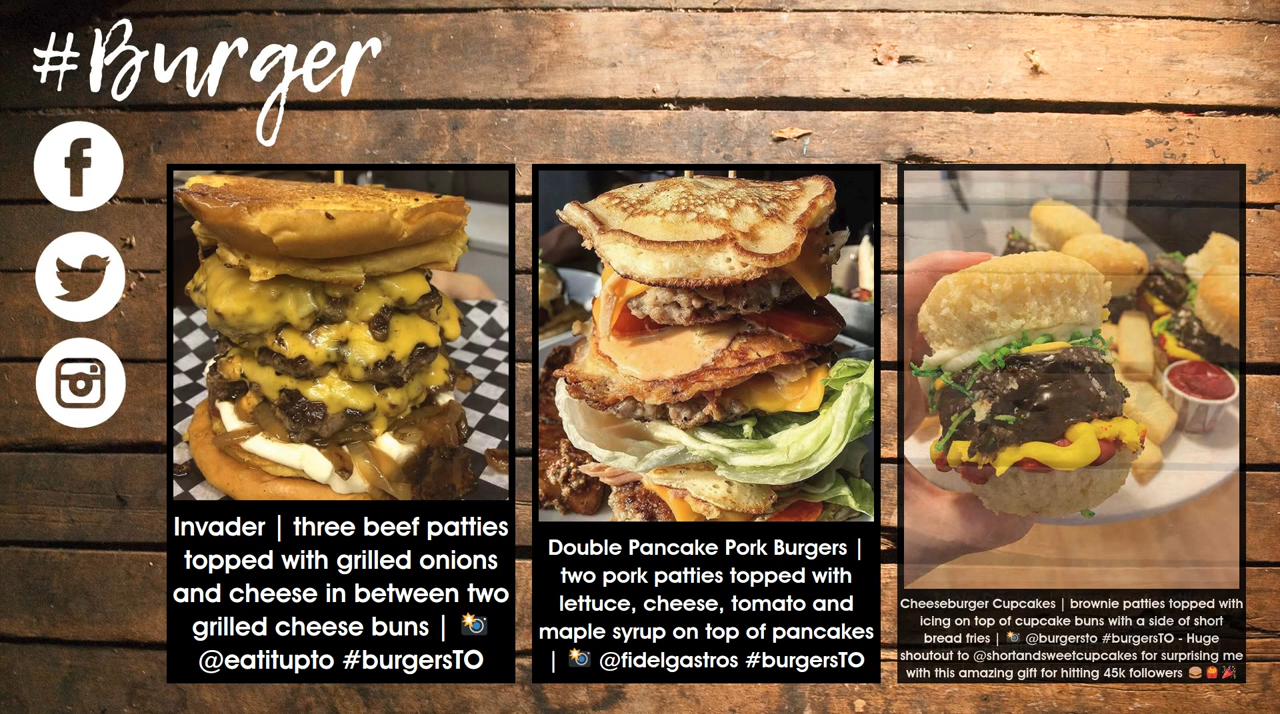 #Burger
Invader | three beef patties
topped with grilled onions
and cheese in between two
grilled cheese buns | 📸
@eatitupto #burgersTO
Double Pancake Pork Burgers |
two pork patties topped with
lettuce, cheese, tomato and
maple syrup on top of pancakes
| 📸 @fidelgastros #burgersTO
Cheeseburger Cupcakes | brownie patties topped with
icing on top of cupcake buns with a side of short
bread fries | 📸 @burgersto #burgersTO - Huge
shoutout to @shortandsweetcupcakes for surprising me
with this amazing gift for hitting 45k followers 🍔🍟🎉